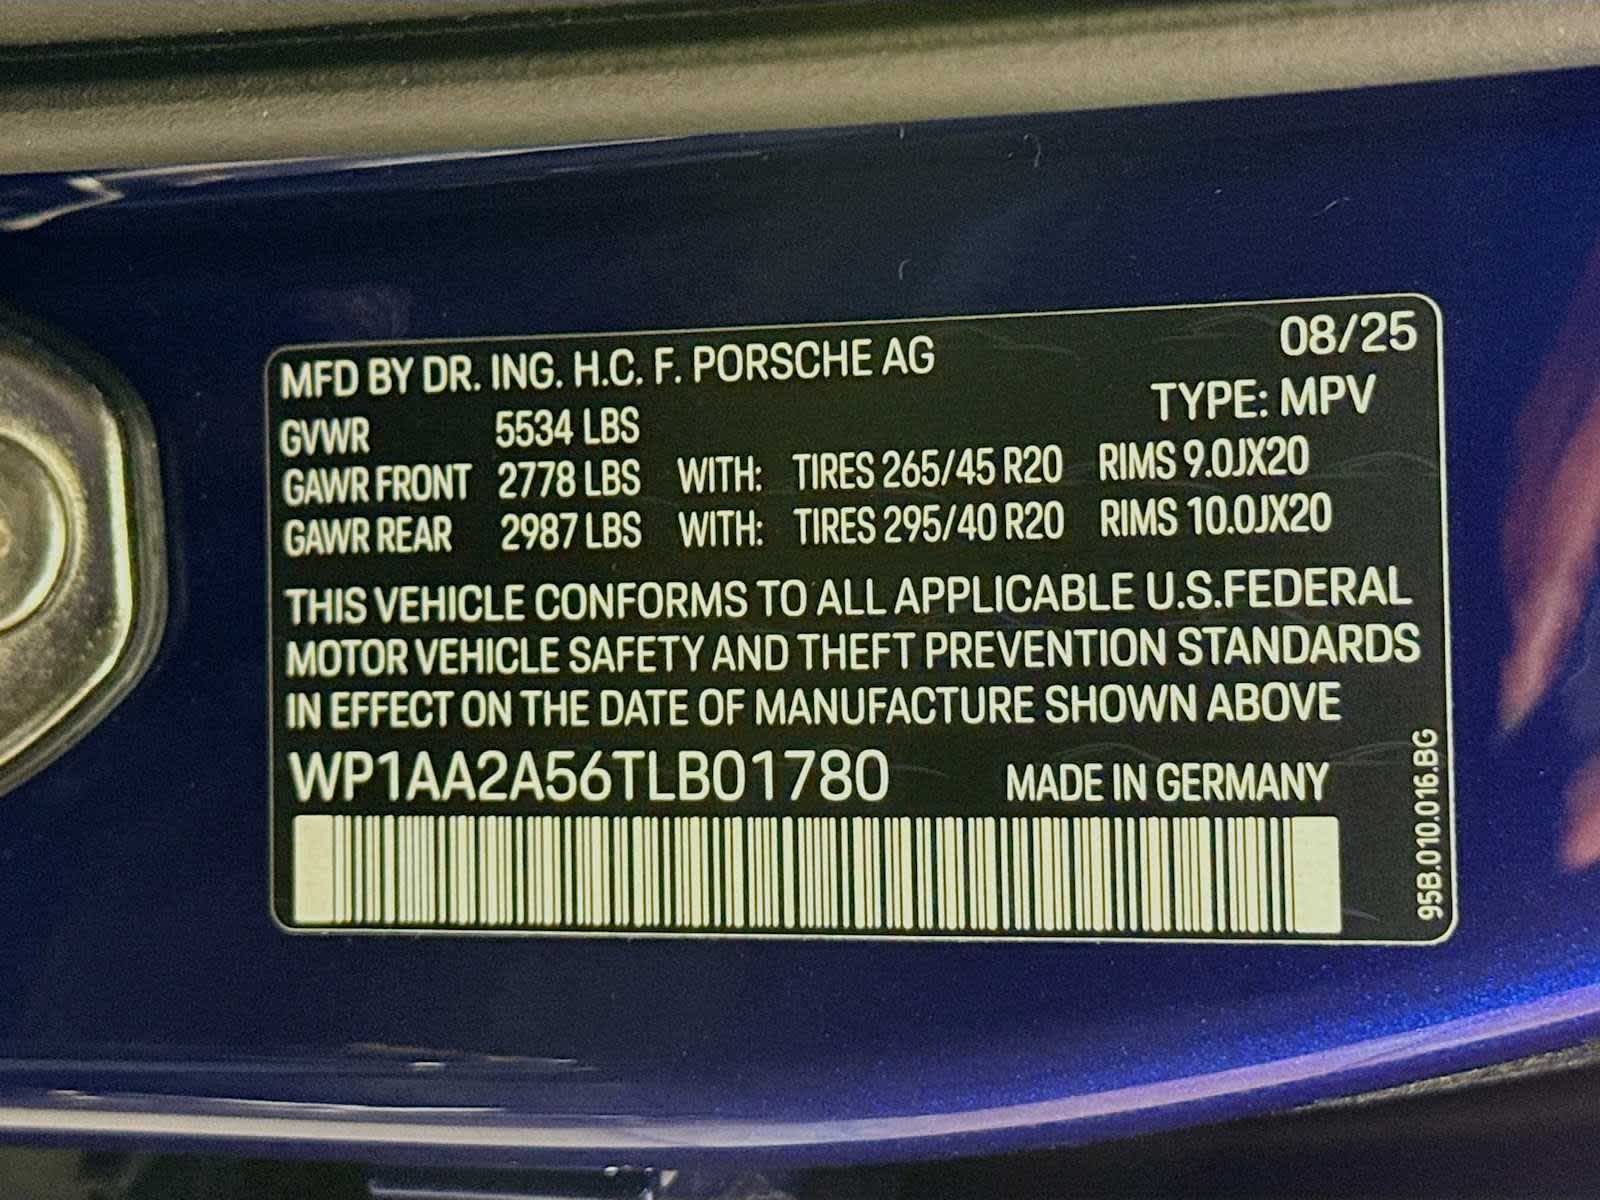 MFD BY DR. ING. H.C. F. PORSCHE AG 08/25
TYPE: MPV
GVWR 5534 LBS
GAWR FRONT 2778 LBS WITH: TIRES 265/45 R20 RIMS 9.0JX20
GAWR REAR 2987 LBS WITH: TIRES 295/40 R20 RIMS 10.0JX20
THIS VEHICLE CONFORMS TO ALL APPLICABLE U.S.FEDERAL
MOTOR VEHICLE SAFETY AND THEFT PREVENTION STANDARDS
IN EFFECT ON THE DATE OF MANUFACTURE SHOWN ABOVE
WP1AA2A56TLB01780 MADE IN GERMANY
95B.010.016.BG